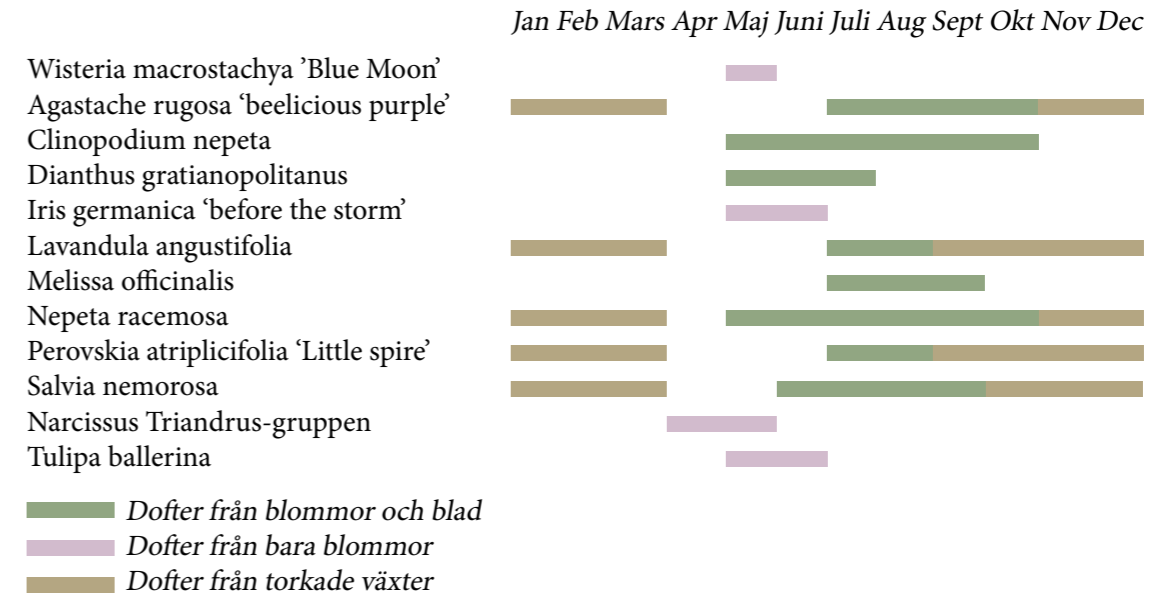 Jan Feb Mars Apr Maj Juni Juli Aug Sept Okt Nov Dec
Wisteria macrostachya ’Blue Moon’
Agastache rugosa ‘beelicious purple’
Clinopodium nepeta
Dianthus gratianopolitanus
Iris germanica ‘before the storm’
Lavandula angustifolia
Melissa officinalis
Nepeta racemosa
Perovskia atriplicifolia ‘Little spire’
Salvia nemorosa
Narcissus Triandrus-gruppen
Tulipa ballerina
Dofter från blommor och blad
Dofter från bara blommor
Dofter från torkade växter